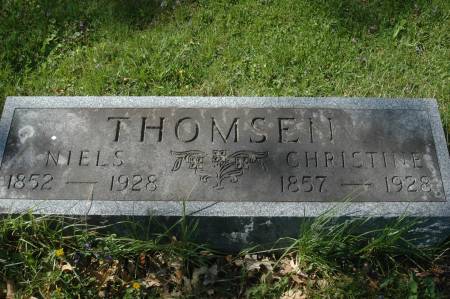 THOMSEN
NIELS CHRISTINE
1852 — 1928 1857 — 1928